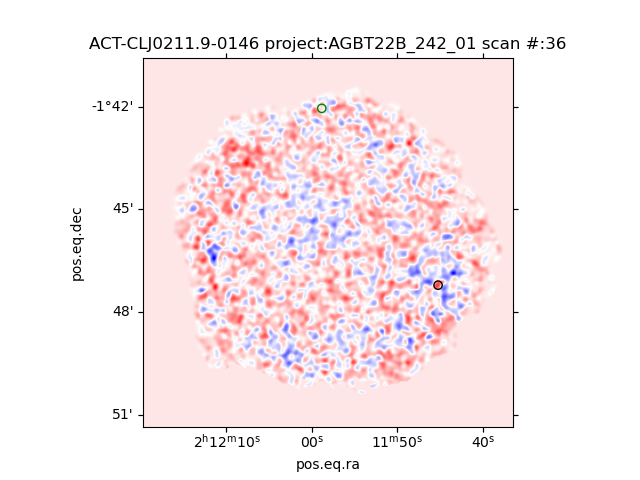 ACT-CLJ0211.9-0146 project:AGBT22B_242_01 scan #:36
-1°42'
45'
48'
51'
pos.eq.dec
2ʰ12ᵐ10ˢ 00ˢ 11ᵐ50ˢ 40ˢ
pos.eq.ra